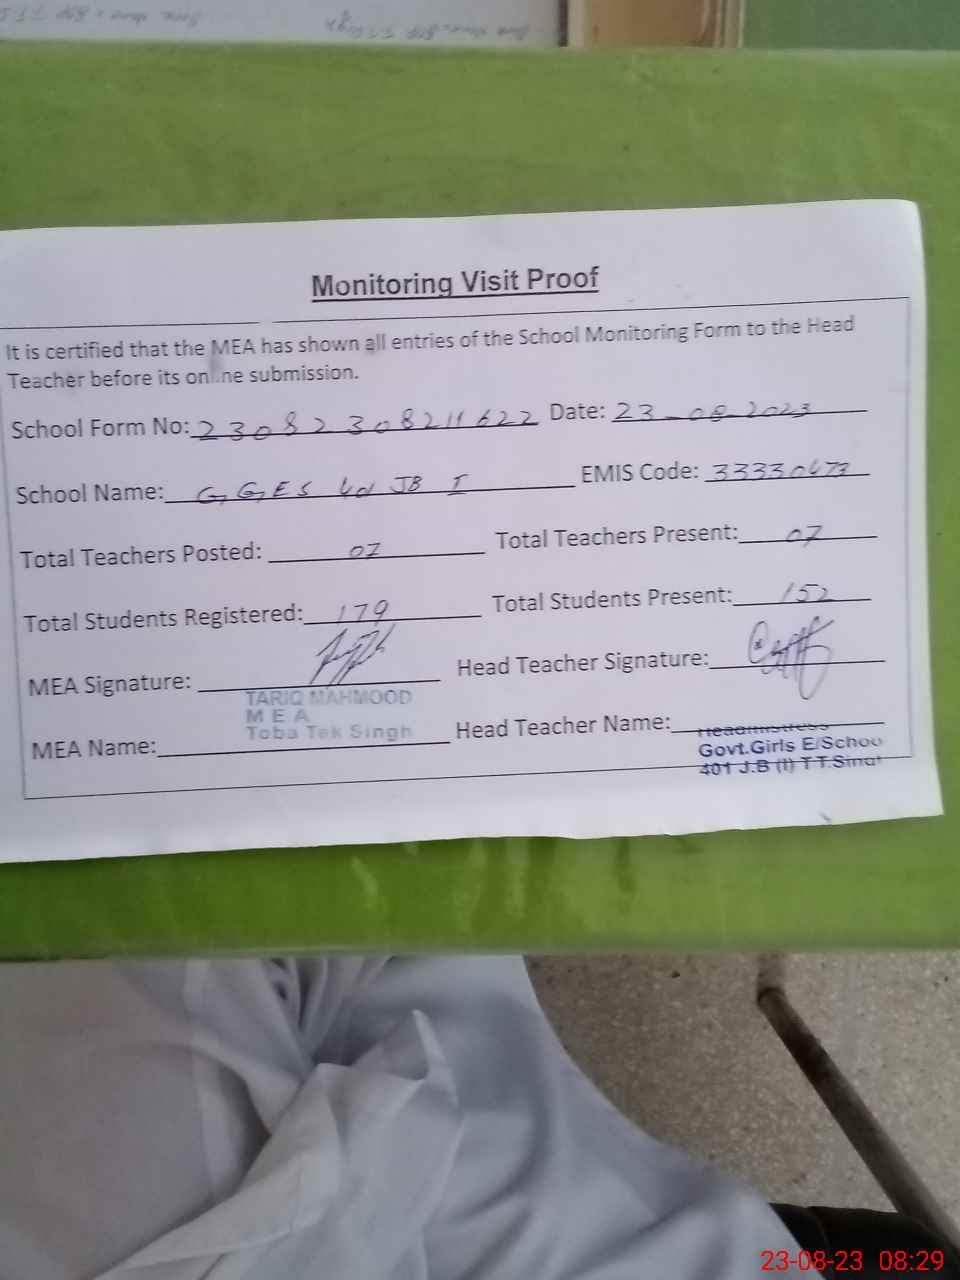 Monitoring Visit Proof
It is certified that the MEA has shown all entries of the School Monitoring Form to the Head
Teacher before its online submission.
School Form No: 23082308211622 Date: 23-08-2023
School Name: GGES JB I EMIS Code: 33330473
Total Teachers Posted: 07 Total Teachers Present: 07
Total Students Registered: 179 Total Students Present: 152
MEA Signature: Head Teacher Signature:
TARIQ MAHMOOD
M E A
Toba Tek Singh
MEA Name: Head Teacher Name:
Headmistress
Govt.Girls E/School
401 J.B (I) T.T.Singh
23-08-23 08:29